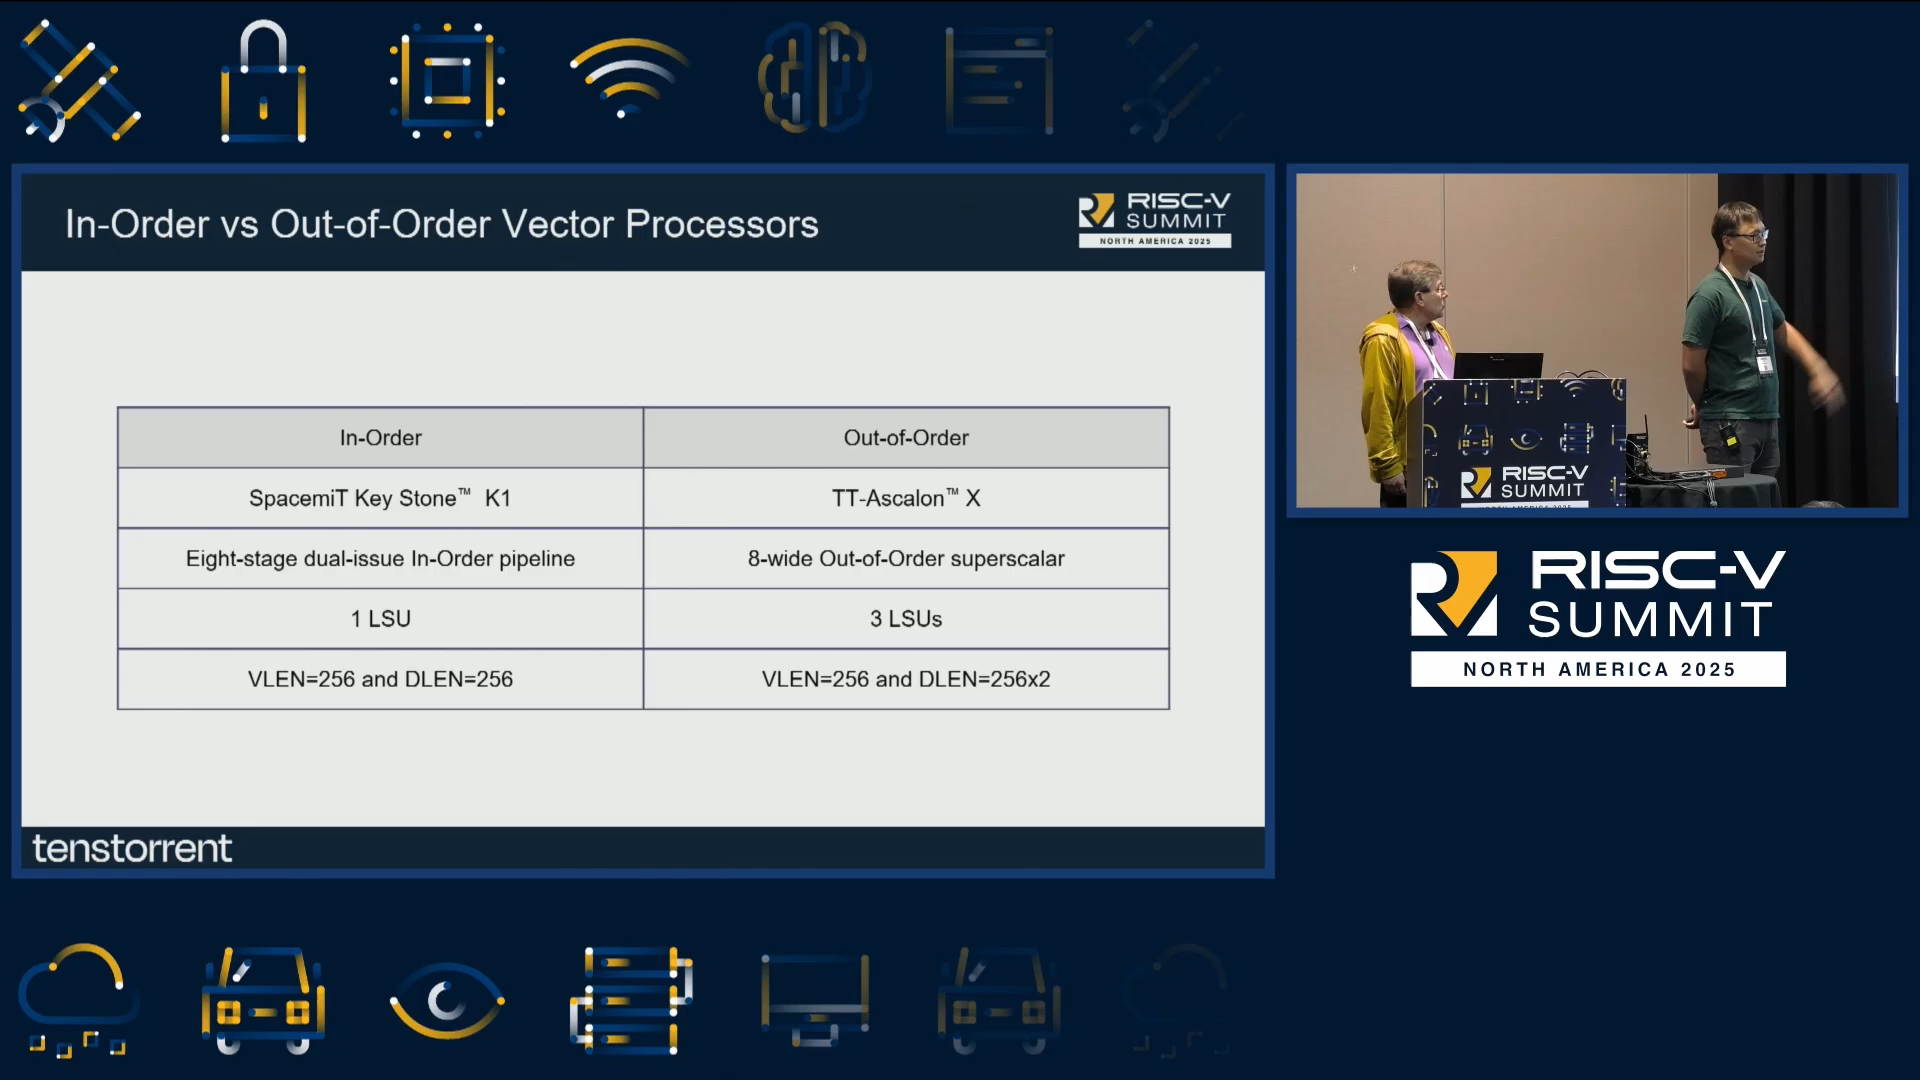 In-Order vs Out-of-Order Vector Processors
RISC-V
SUMMIT
NORTH AMERICA 2025
In-Order
Out-of-Order
SpacemiT Key Stone™ K1
TT-Ascalon™ X
Eight-stage dual-issue In-Order pipeline
8-wide Out-of-Order superscalar
1 LSU
3 LSUs
VLEN=256 and DLEN=256
VLEN=256 and DLEN=256x2
tenstorrent
RISC-V
SUMMIT
RISC-V
SUMMIT
NORTH AMERICA 2025